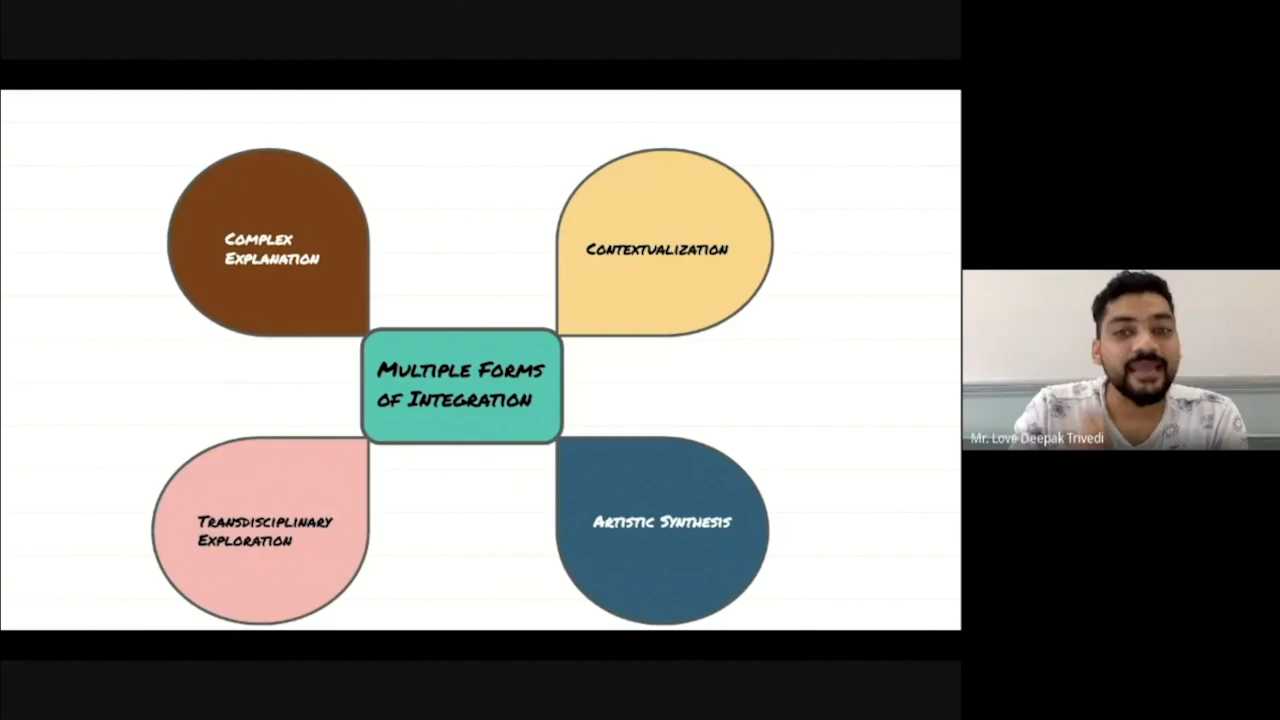 COMPLEX
EXPLANATION
CONTEXTUALIZATION
MULTIPLE FORMS
OF INTEGRATION
TRANSDISCIPLINARY
EXPLORATION
ARTISTIC SYNTHESIS
Mr. Love Deepak Trivedi